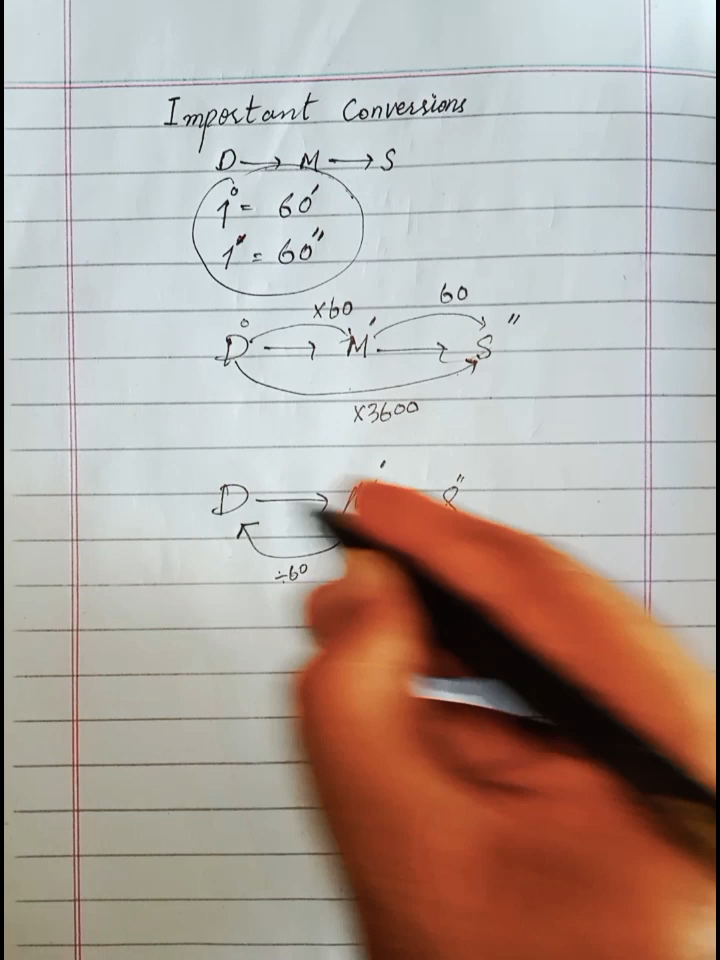 Important Conversions
D → M → S
1° = 60′
1′ = 60″
×60 60
D° → M′ → S″
×3600
D → ′ ″
÷60